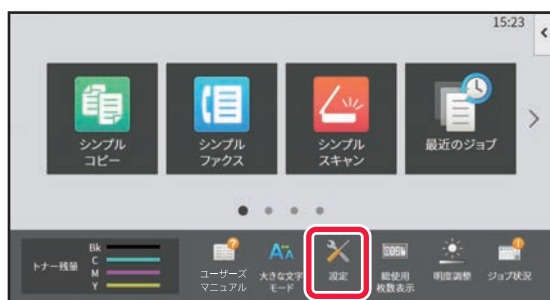 15:23
シンプル
コピー
シンプル
ファクス
シンプル
スキャン
最近のジョブ
トナー残量
Bk
C
M
Y
ユーザーズ
マニュアル
大きな文字
モード
設定
総使用
枚数表示
明度調整
ジョブ状況